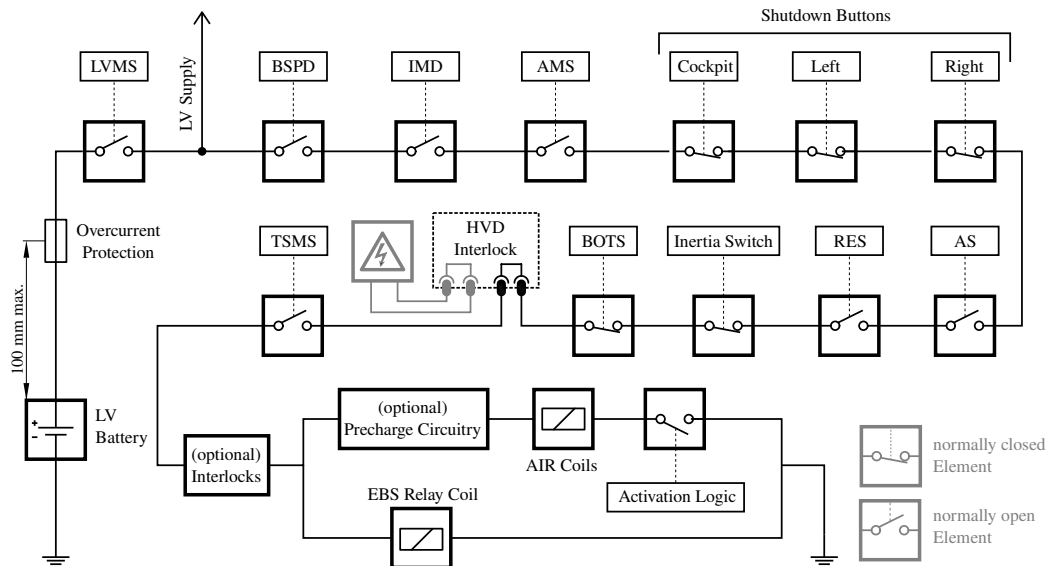 Shutdown Buttons
LVMS
BSPD
IMD
AMS
Cockpit
Left
Right
LV Supply
Overcurrent
Protection
TSMS
HVD
Interlock
BOTS
Inertia Switch
RES
AS
100 mm max.
+
-
LV
Battery
(optional)
Interlocks
(optional)
Precharge Circuitry
AIR Coils
Activation Logic
EBS Relay Coil
normally closed
Element
normally open
Element